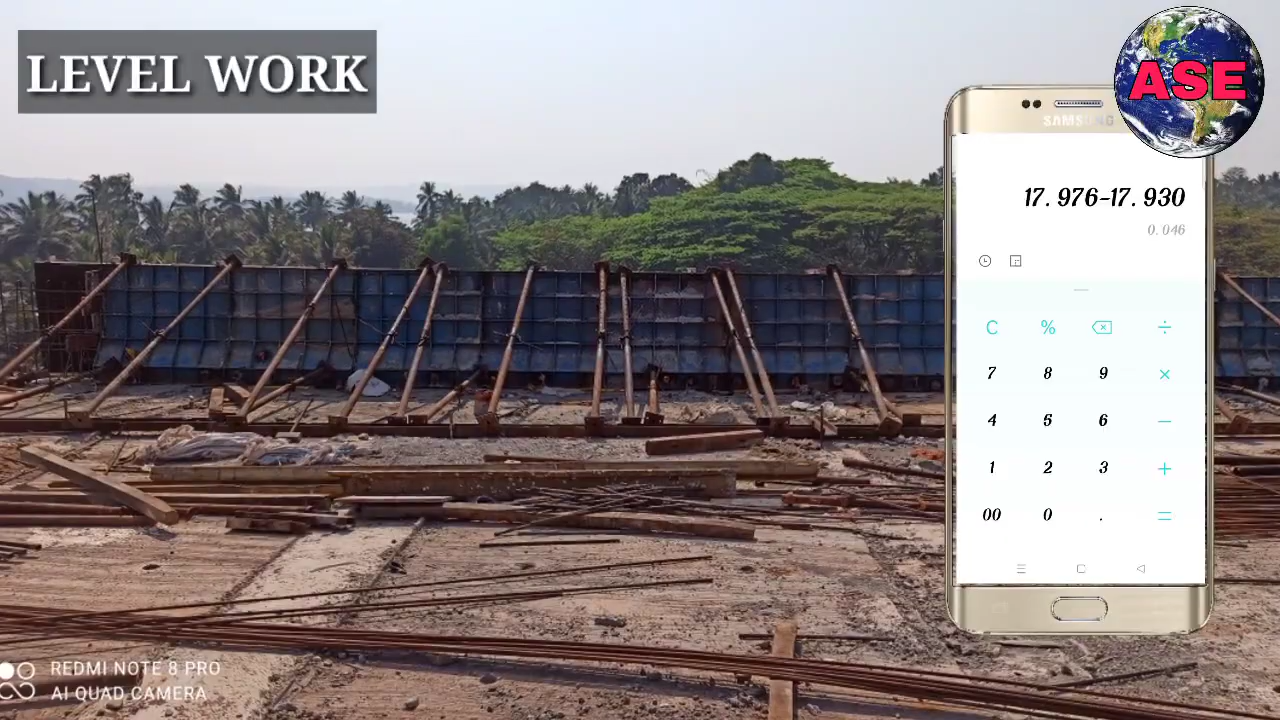 LEVEL WORK
ASE
SAMSUNG
17.976-17.930
0.046
C % ÷
7 8 9 ×
4 5 6 −
1 2 3 +
00 0 . =
REDMI NOTE 8 PRO
AI QUAD CAMERA